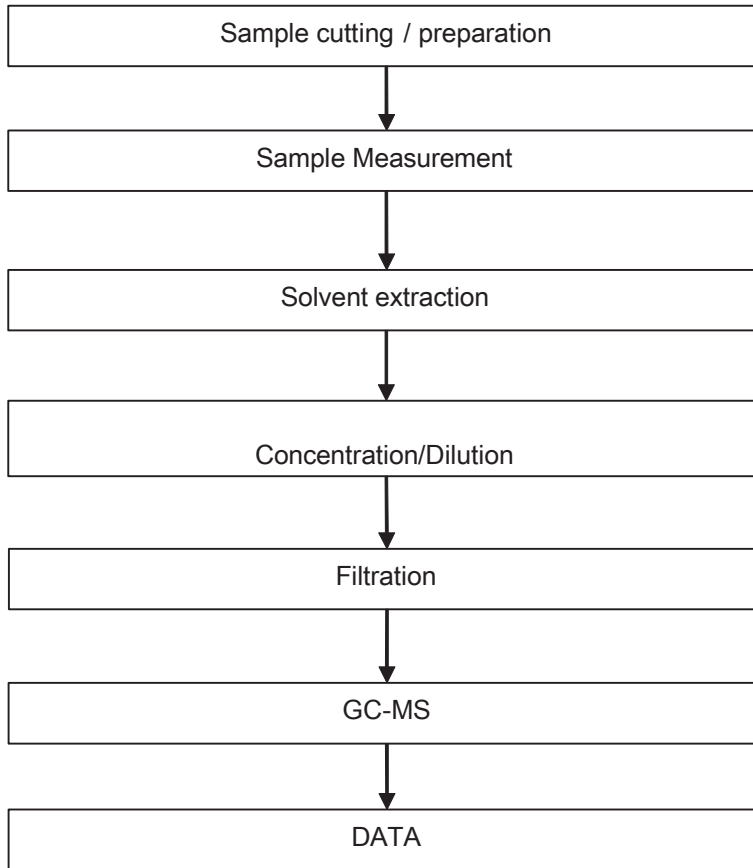 Sample cutting / preparation
Sample Measurement
Solvent extraction
Concentration/Dilution
Filtration
GC-MS
DATA